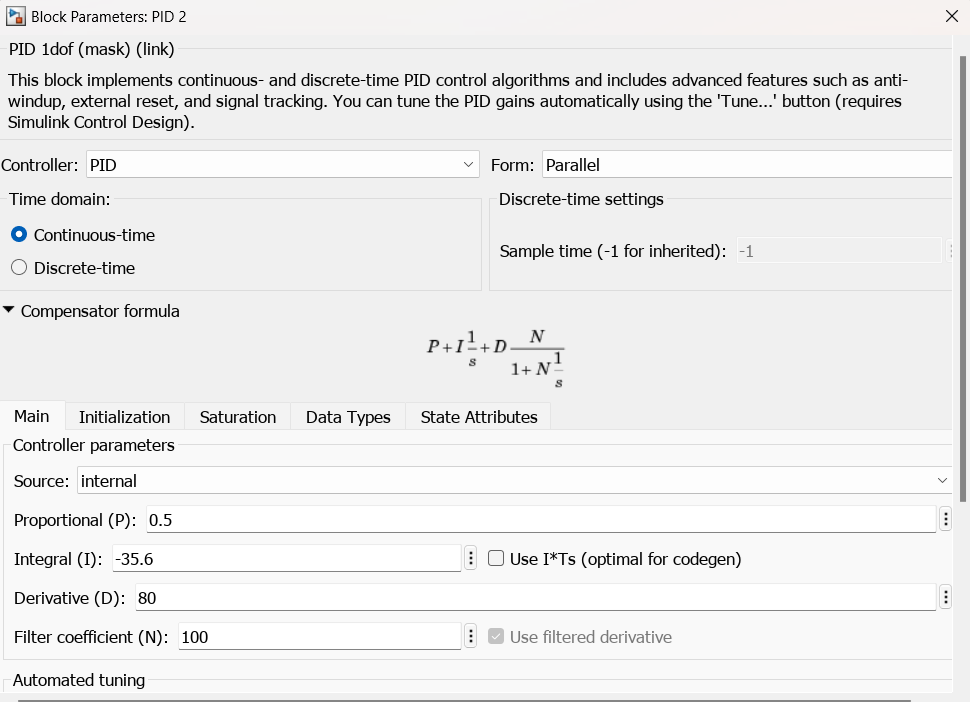 Block Parameters: PID 2
PID 1dof (mask) (link)
This block implements continuous- and discrete-time PID control algorithms and includes advanced features such as anti-
windup, external reset, and signal tracking. You can tune the PID gains automatically using the 'Tune...' button (requires
Simulink Control Design).
Controller: PID Form: Parallel
Time domain: Discrete-time settings
Continuous-time
Sample time (-1 for inherited): -1
Discrete-time
Compensator formula
P + I 1/s + D N/(1 + N 1/s)
Main Initialization Saturation Data Types State Attributes
Controller parameters
Source: internal
Proportional (P): 0.5
Integral (I): -35.6 Use I*Ts (optimal for codegen)
Derivative (D): 80
Filter coefficient (N): 100 Use filtered derivative
Automated tuning